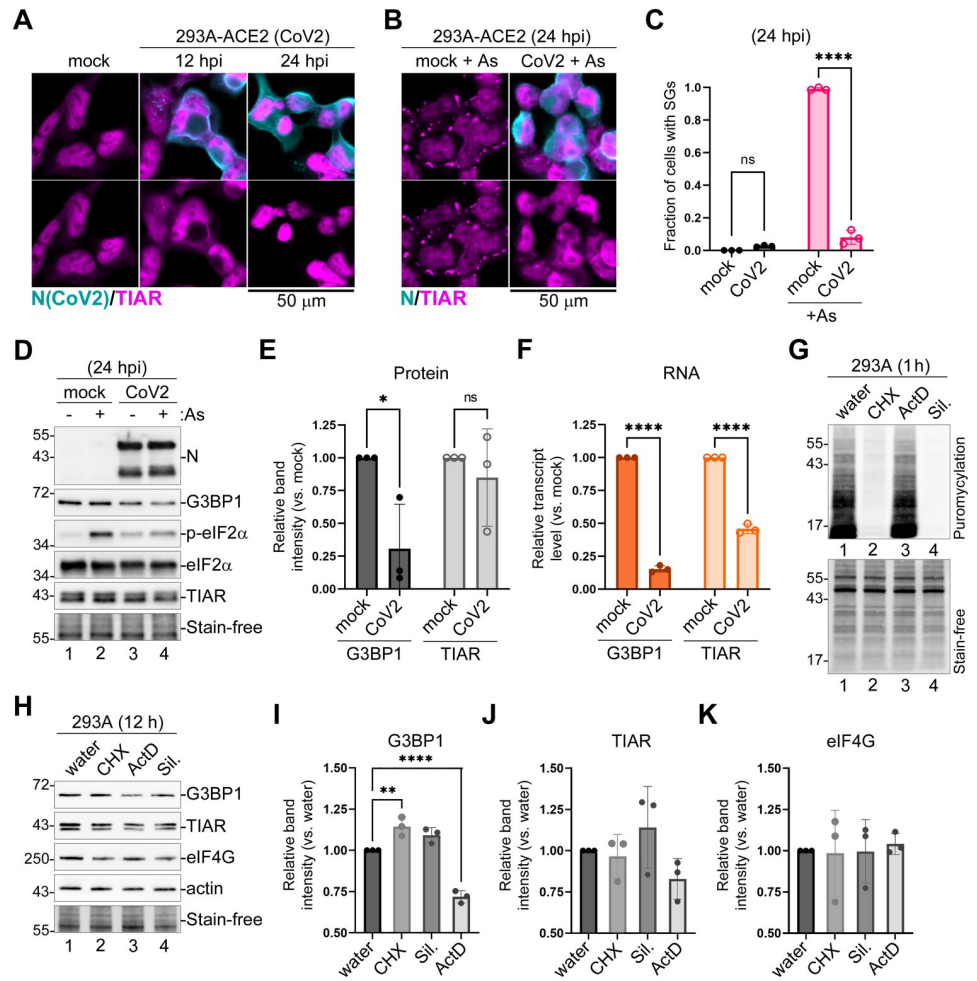 A
293A-ACE2 (CoV2)
mock
12 hpi
24 hpi
N(CoV2)/TIAR
50 μm
B
293A-ACE2 (24 hpi)
mock + As
CoV2 + As
N/TIAR
50 μm
C
(24 hpi)
Fraction of cells with SGs
1.0
0.8
0.6
0.4
0.2
0.0
ns
****
mock
CoV2
mock
CoV2
+As
D
(24 hpi)
mock
CoV2
- + - + :As
55-
43-
-N
72-
-G3BP1
-p-eIF2α
34-
-eIF2α
34-
43-
-TIAR
-Stain-free
55-
1 2 3 4
E
Protein
Relative band
intensity (vs. mock)
1.25
1.00
0.75
0.50
0.25
0.00
*
ns
mock
CoV2
mock
CoV2
G3BP1
TIAR
F
RNA
Relative transcript
level (vs. mock)
1.25
1.00
0.75
0.50
0.25
0.00
****
****
mock
CoV2
mock
CoV2
G3BP1
TIAR
G
293A (1h)
water
CHX
ActD
Sil.
55-
43-
17-
1 2 3 4
Puromycylation
55-
43-
17-
1 2 3 4
Stain-free
H
293A (12 h)
water
CHX
ActD
Sil.
72-
-G3BP1
43-
-TIAR
250-
-eIF4G
43-
-actin
-Stain-free
55-
1 2 3 4
I
G3BP1
Relative band
intensity (vs. water)
1.50
1.25
1.00
0.75
0.50
****
**
water
CHX
Sil.
ActD
J
TIAR
Relative band
intensity (vs. water)
1.50
1.25
1.00
0.75
0.50
water
CHX
Sil.
ActD
K
eIF4G
Relative band
intensity (vs. water)
1.50
1.25
1.00
0.75
0.50
water
CHX
Sil.
ActD